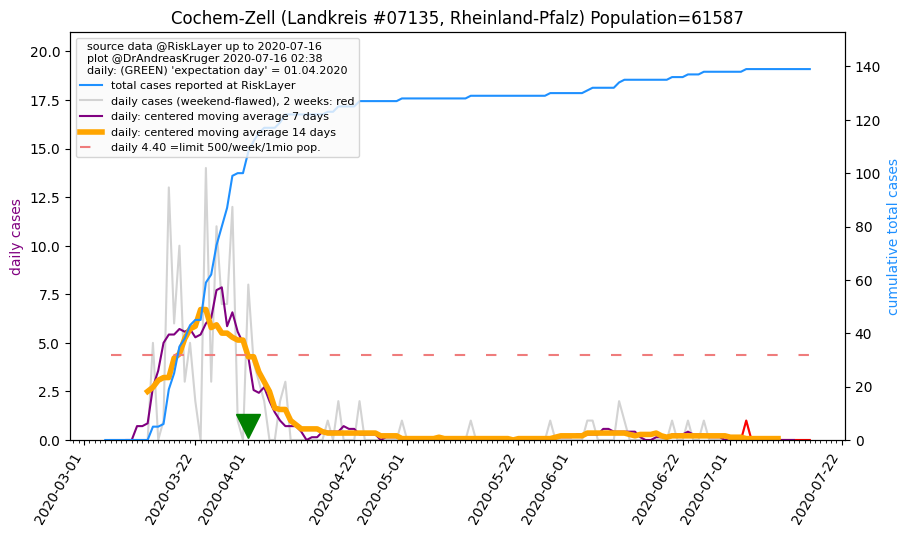 Cochem-Zell (Landkreis #07135, Rheinland-Pfalz) Population=61587
source data @RiskLayer up to 2020-07-16
plot @DrAndreasKruger 2020-07-16 02:38
daily: (GREEN) 'expectation day' = 01.04.2020
total cases reported at RiskLayer
daily cases (weekend-flawed), 2 weeks: red
daily: centered moving average 7 days
daily: centered moving average 14 days
daily 4.40 =limit 500/week/1mio pop.
daily cases
20.0
17.5
15.0
12.5
10.0
7.5
5.0
2.5
0.0
cumulative total cases
140
120
100
80
60
40
20
0
2020-03-01
2020-03-22
2020-04-01
2020-04-22
2020-05-01
2020-05-22
2020-06-01
2020-06-22
2020-07-01
2020-07-22